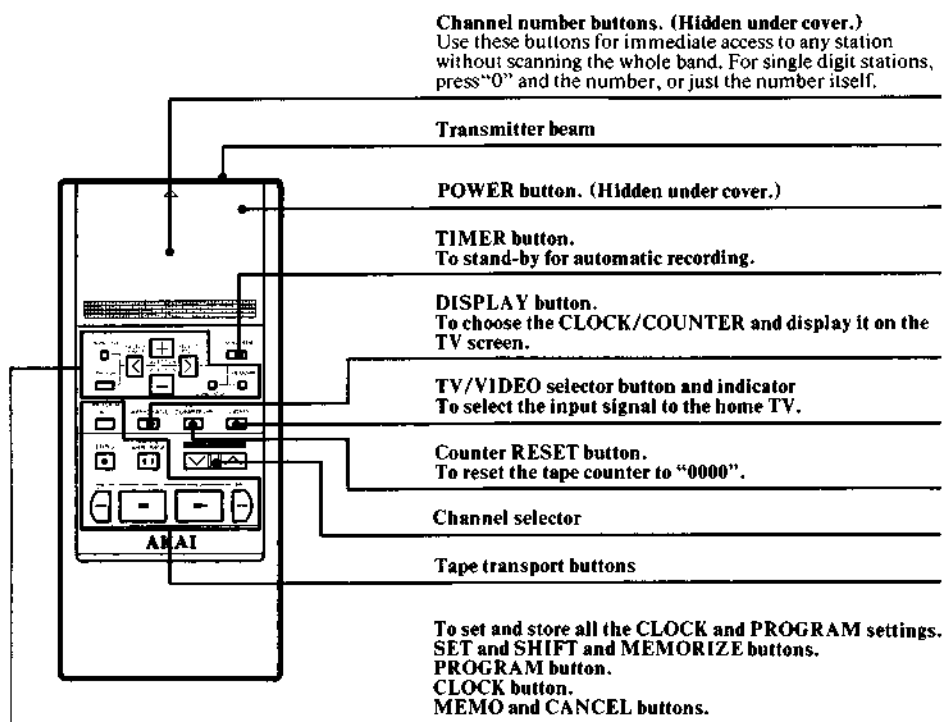 Channel number buttons. (Hidden under cover.)
Use these buttons for immediate access to any station
without scanning the whole band. For single digit stations,
press "0" and the number, or just the number itself.
Transmitter beam
POWER button. (Hidden under cover.)
TIMER button.
To stand-by for automatic recording.
DISPLAY button.
To choose the CLOCK/COUNTER and display it on the
TV screen.
TV/VIDEO selector button and indicator
To select the input signal to the home TV.
Counter RESET button.
To reset the tape counter to "0000".
Channel selector
AKAI
Tape transport buttons
To set and store all the CLOCK and PROGRAM settings.
SET and SHIFT and MEMORIZE buttons.
PROGRAM button.
CLOCK button.
MEMO and CANCEL buttons.